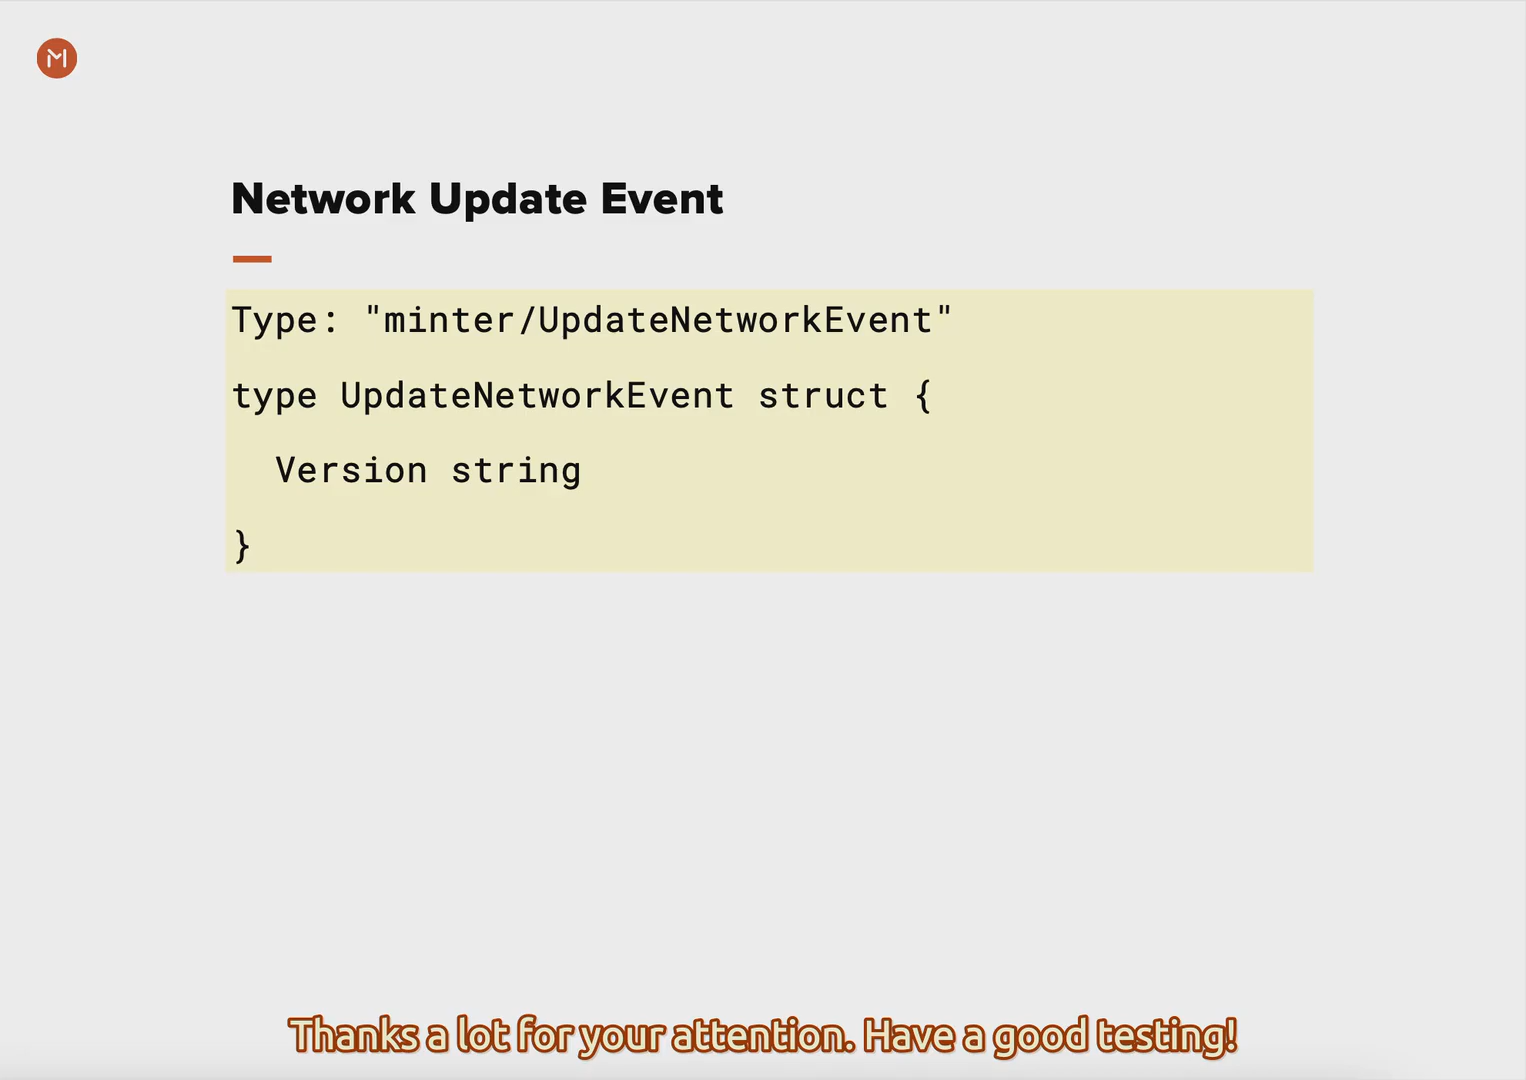 Network Update Event
Type: "minter/UpdateNetworkEvent"
type UpdateNetworkEvent struct {
Version string
}
Thanks a lot for your attention. Have a good testing!